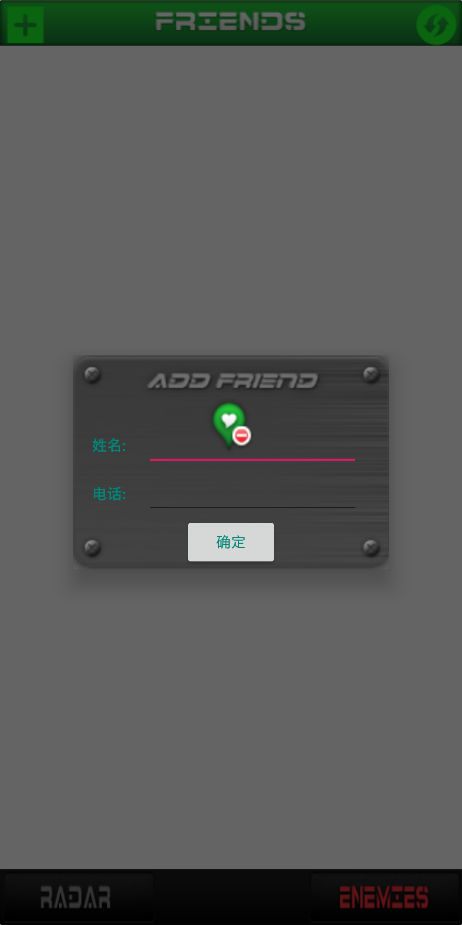 FRIENDS
ADD FRIEND
姓名:
电话:
确定
RADAR
ENEMIES